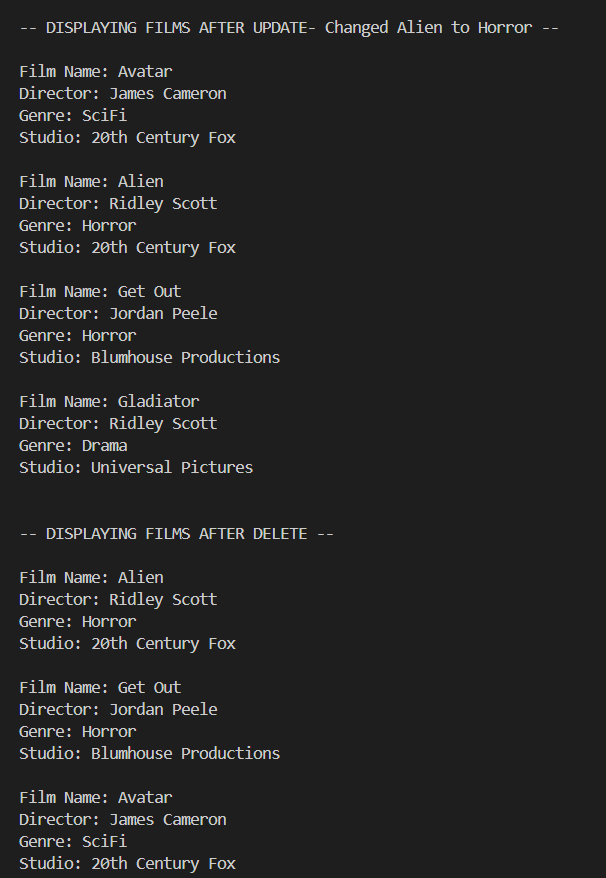 -- DISPLAYING FILMS AFTER UPDATE- Changed Alien to Horror --
Film Name: Avatar
Director: James Cameron
Genre: SciFi
Studio: 20th Century Fox
Film Name: Alien
Director: Ridley Scott
Genre: Horror
Studio: 20th Century Fox
Film Name: Get Out
Director: Jordan Peele
Genre: Horror
Studio: Blumhouse Productions
Film Name: Gladiator
Director: Ridley Scott
Genre: Drama
Studio: Universal Pictures
-- DISPLAYING FILMS AFTER DELETE --
Film Name: Alien
Director: Ridley Scott
Genre: Horror
Studio: 20th Century Fox
Film Name: Get Out
Director: Jordan Peele
Genre: Horror
Studio: Blumhouse Productions
Film Name: Avatar
Director: James Cameron
Genre: SciFi
Studio: 20th Century Fox